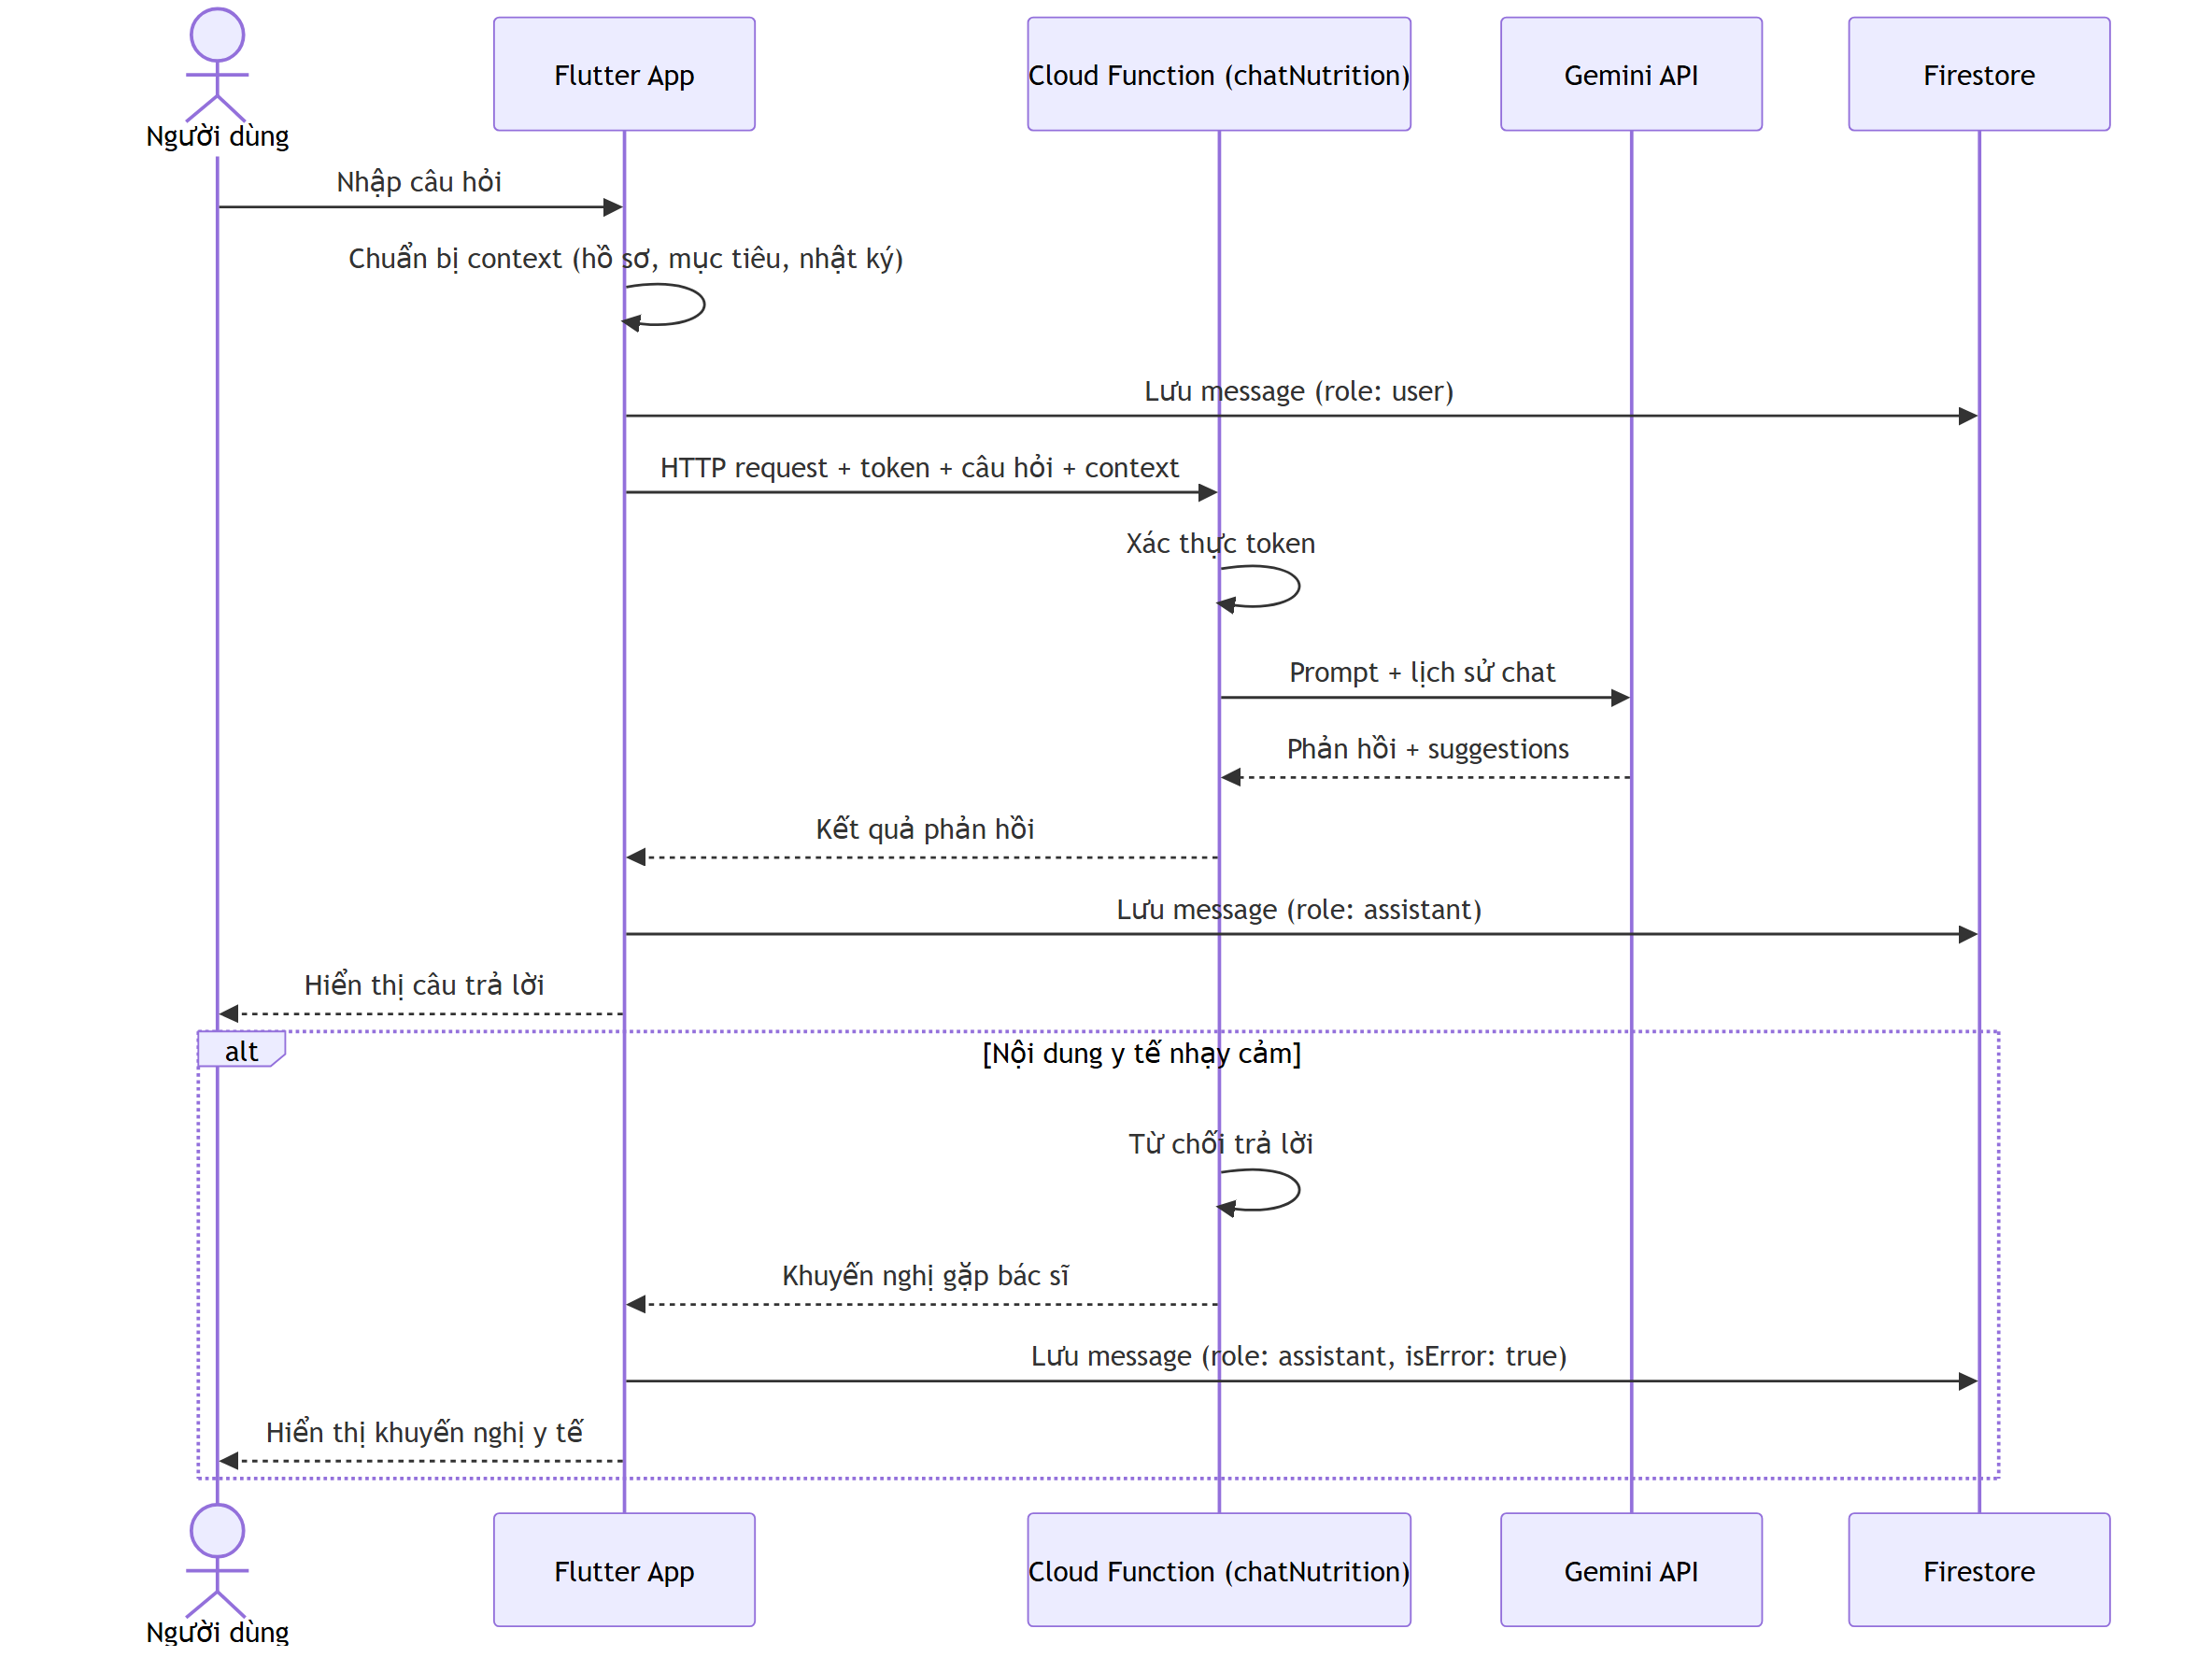 Người dùng
Flutter App
Cloud Function (chatNutrition)
Gemini API
Firestore
Nhập câu hỏi
Chuẩn bị context (hồ sơ, mục tiêu, nhật ký)
Lưu message (role: user)
HTTP request + token + câu hỏi + context
Xác thực token
Prompt + lịch sử chat
Phản hồi + suggestions
Kết quả phản hồi
Lưu message (role: assistant)
Hiển thị câu trả lời
alt
[Nội dung y tế nhạy cảm]
Từ chối trả lời
Khuyến nghị gặp bác sĩ
Lưu message (role: assistant, isError: true)
Hiển thị khuyến nghị y tế
Người dùng
Flutter App
Cloud Function (chatNutrition)
Gemini API
Firestore